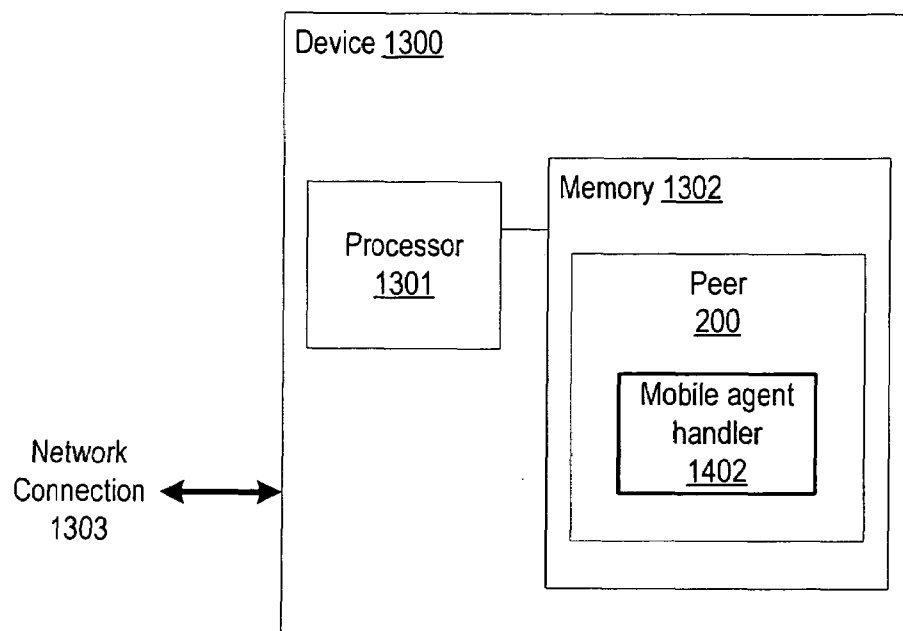 Device 1300
Memory 1302
Processor
1301
Peer
200
Mobile agent
handler
1402
Network
Connection
1303